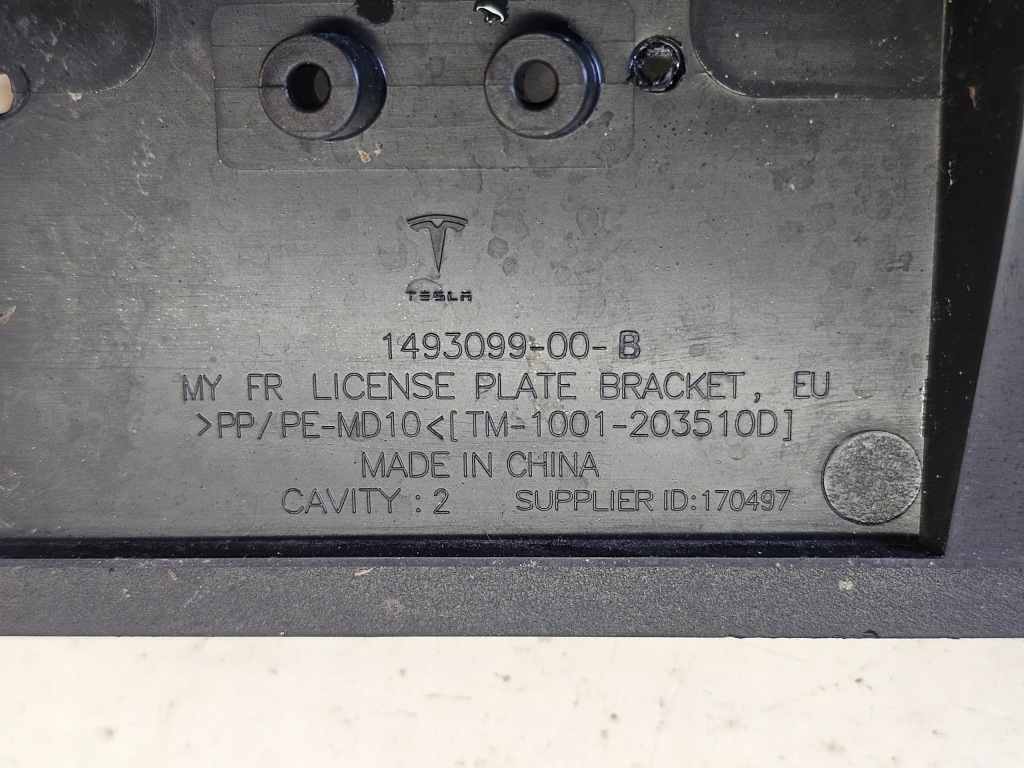 TESLA
1493099-00-B
MY FR LICENSE PLATE BRACKET, EU
>PP/PE-MD10<[TM-1001-203510D]
MADE IN CHINA
CAVITY : 2 SUPPLIER ID:170497